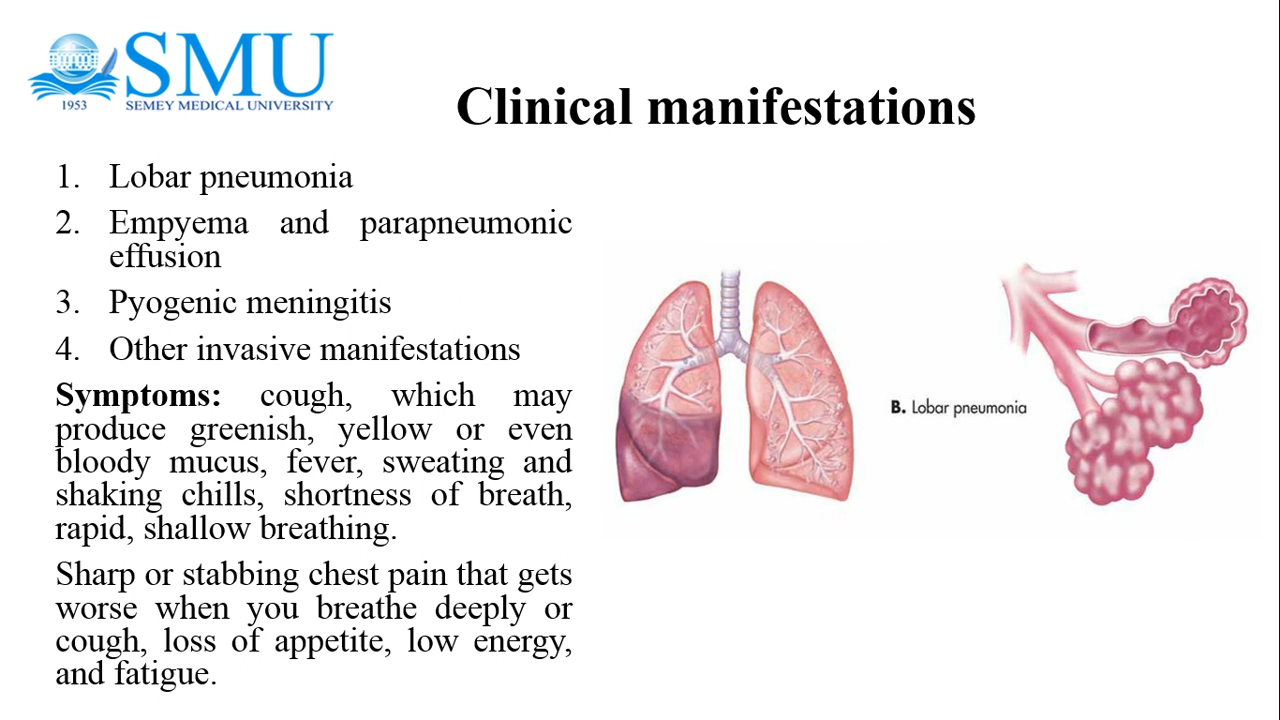 SMU
1953 SEMEY MEDICAL UNIVERSITY
Clinical manifestations
1. Lobar pneumonia
2. Empyema and parapneumonic
effusion
3. Pyogenic meningitis
4. Other invasive manifestations
Symptoms: cough, which may
produce greenish, yellow or even
bloody mucus, fever, sweating and
shaking chills, shortness of breath,
rapid, shallow breathing.
Sharp or stabbing chest pain that gets
worse when you breathe deeply or
cough, loss of appetite, low energy,
and fatigue.
B. Lobar pneumonia